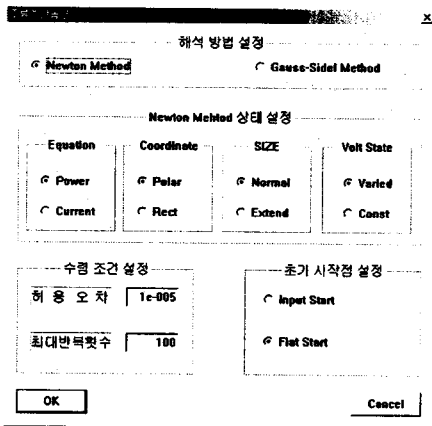 x
해석 방법 설정
Newton Method Gauss-Sidel Method
Newton Mehtod 상태 설정
Equation Coordinate SIZE Volt State
Power Polar Normal Varied
Current Rect Extend Const
수렴 조건 설정 초기 시작점 설정
허 용 오 차 1e-005 Input Start
최대반복횟수 100 Flat Start
OK Cancel